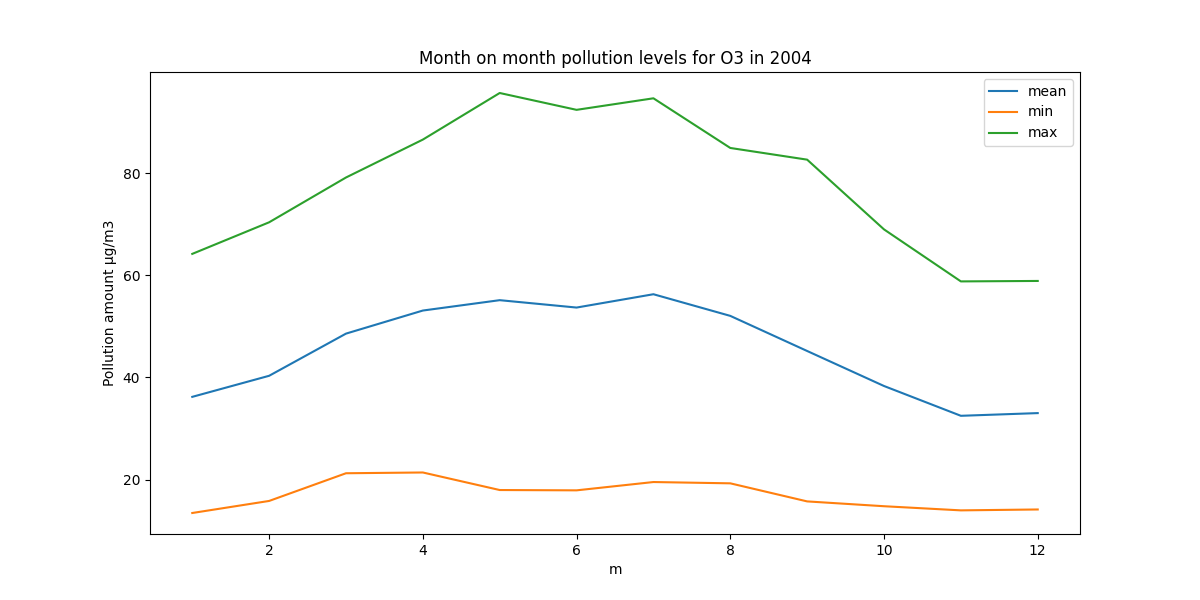 Month on month pollution levels for O3 in 2004
mean
min
max
Pollution amount µg/m3
80
60
40
20
2 4 6 8 10 12
m